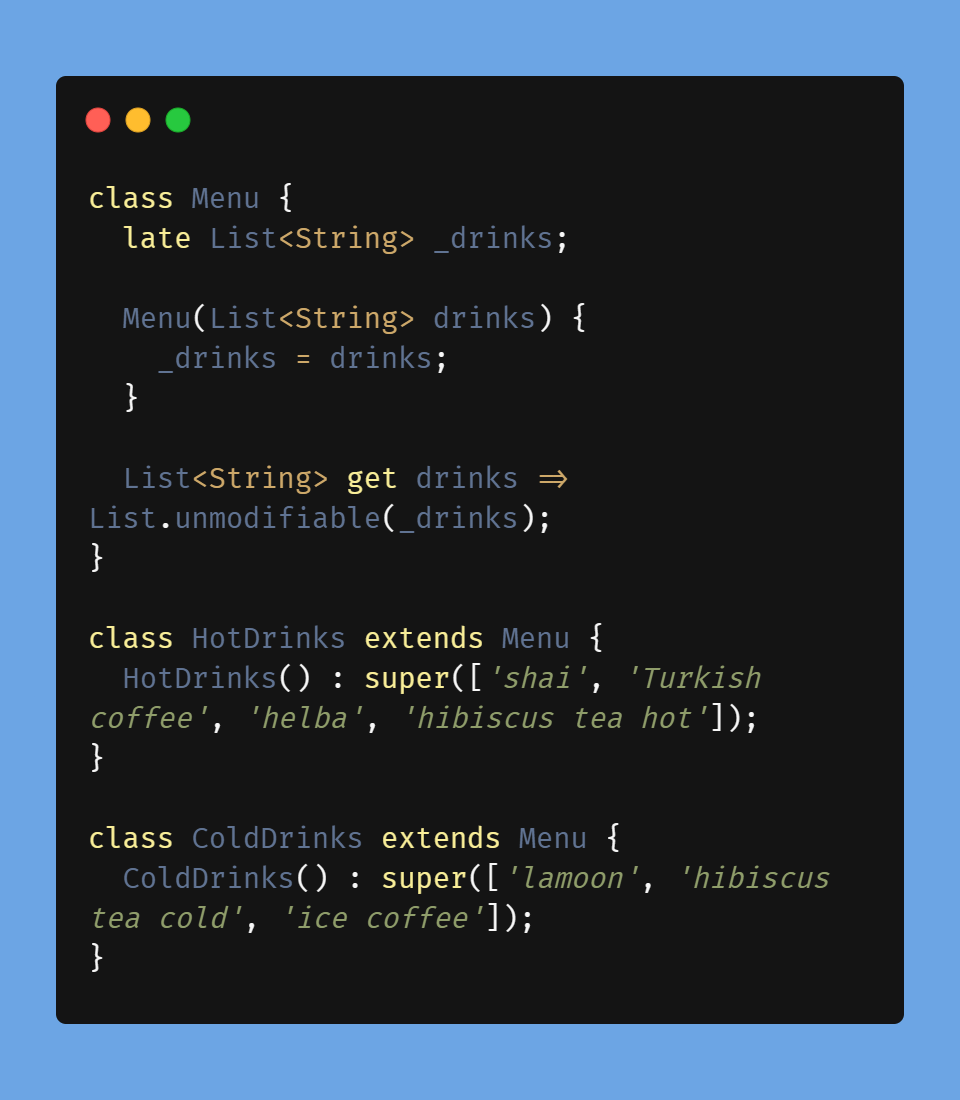 class Menu {
  late List<String> _drinks;

  Menu(List<String> drinks) {
    _drinks = drinks;
  }

  List<String> get drinks =>
List.unmodifiable(_drinks);
}

class HotDrinks extends Menu {
  HotDrinks() : super(['shai', 'Turkish
coffee', 'helba', 'hibiscus tea hot']);
}

class ColdDrinks extends Menu {
  ColdDrinks() : super(['lamoon', 'hibiscus
tea cold', 'ice coffee']);
}